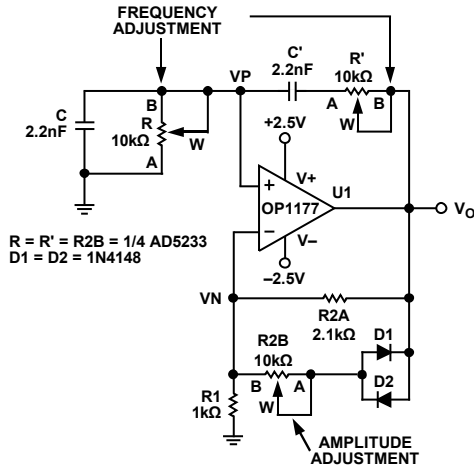 FREQUENCY
ADJUSTMENT
C'
2.2nF
R'
10kΩ
VP
A
B
W
C
2.2nF
B
R
10kΩ
W
A
+2.5V
V+
U1
+
OP1177
−
V−
−2.5V
VO
R = R' = R2B = 1/4 AD5233
D1 = D2 = 1N4148
VN
R2A
2.1kΩ
D1
R2B
10kΩ
B
A
W
D2
R1
1kΩ
AMPLITUDE
ADJUSTMENT